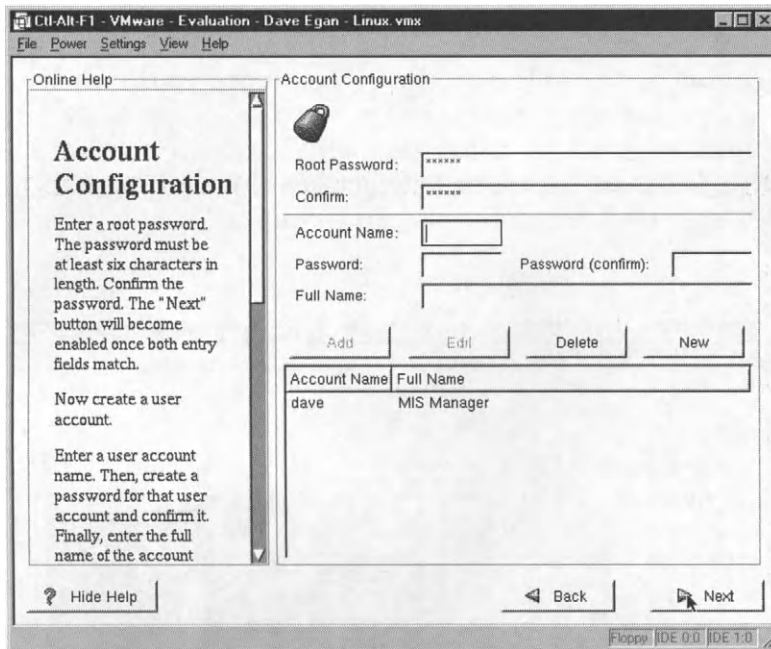 Ctl-Alt-F1 - VMware - Evaluation - Dave Egan - Linux.vmx
File Power Settings View Help
Online Help
Account
Configuration
Enter a root password.
The password must be
at least six characters in
length. Confirm the
password. The "Next"
button will become
enabled once both entry
fields match.
Now create a user
account.
Enter a user account
name. Then, create a
password for that user
account and confirm it.
Finally, enter the full
name of the account
? Hide Help
Account Configuration
Root Password: ******
Confirm: ******
Account Name:
Password: Password (confirm):
Full Name:
Add Edit Delete New
Account Name Full Name
dave MIS Manager
Back Next
Floppy IDE 0:0 IDE 1:0